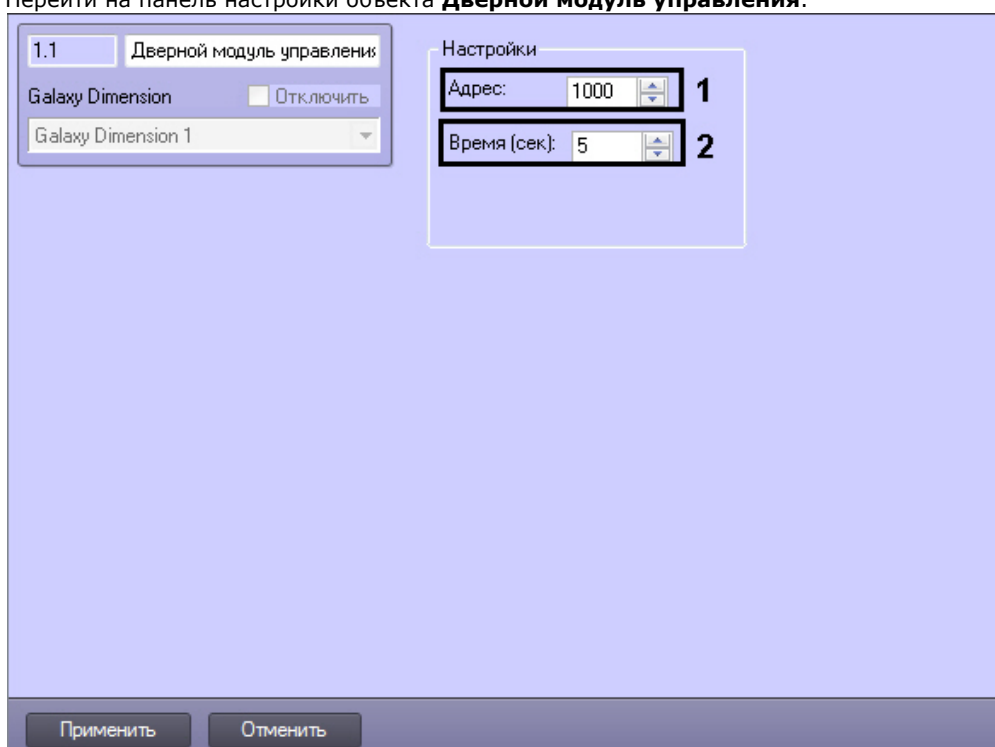 Перейти на панель настройки объекта Дверной модуль управления.
1.1 Дверной модуль управления
Galaxy Dimension Отключить
Galaxy Dimension 1
Настройки
Адрес: 1000 1
Время (сек): 5 2
Применить Отменить